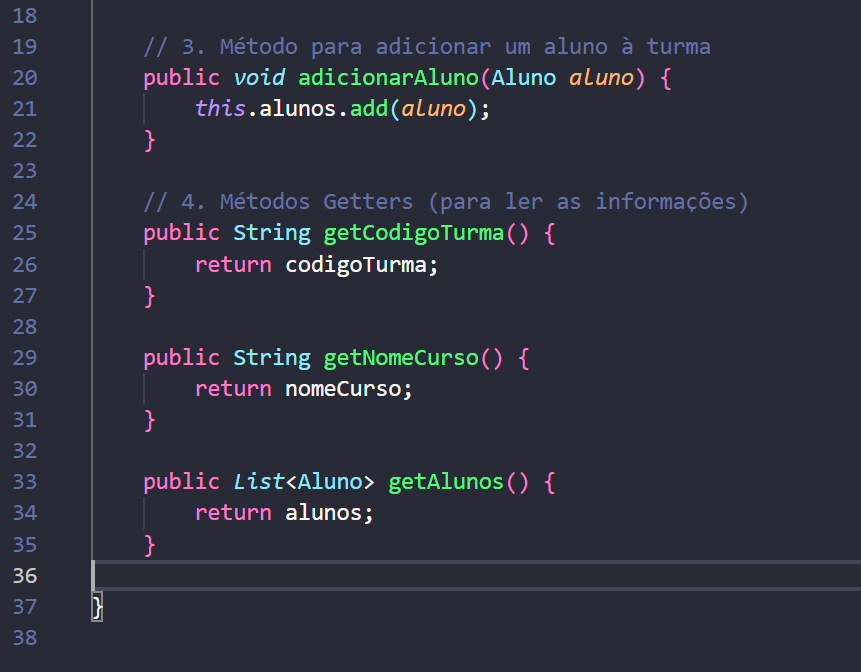 18
19 // 3. Método para adicionar um aluno à turma
20 public void adicionarAluno(Aluno aluno) {
21 this.alunos.add(aluno);
22 }
23
24 // 4. Métodos Getters (para ler as informações)
25 public String getCodigoTurma() {
26 return codigoTurma;
27 }
28
29 public String getNomeCurso() {
30 return nomeCurso;
31 }
32
33 public List<Aluno> getAlunos() {
34 return alunos;
35 }
36
37 }
38